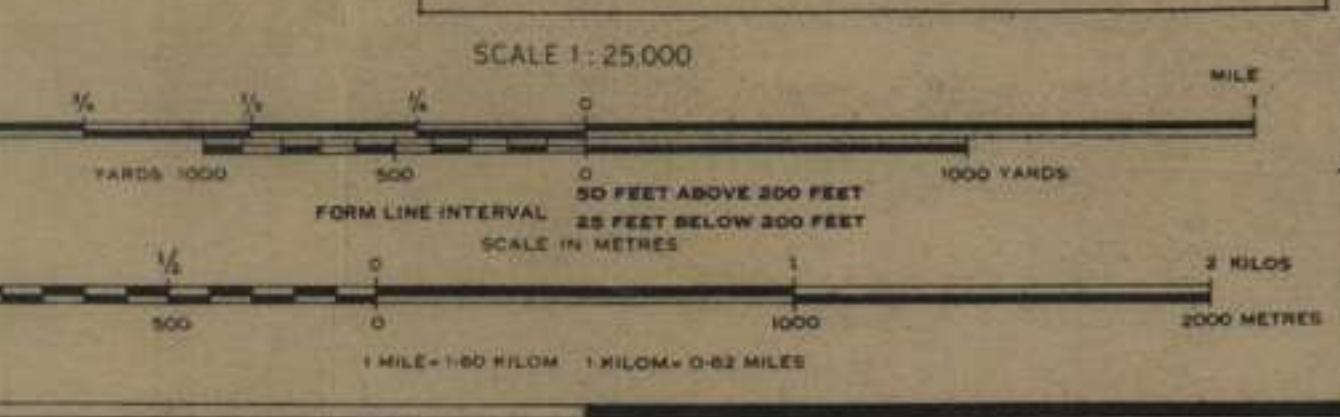 SCALE 1 : 25.000
MILE
3/4 1/2 1/4 0 1
YARDS 1000 500 0 1000 YARDS
FORM LINE INTERVAL 50 FEET ABOVE 200 FEET
25 FEET BELOW 200 FEET
SCALE IN METRES
1/2 0 1 2 KILOS
500 0 1000 2000 METRES
1 MILE = 1·60 KILOM 1 KILOM = 0·62 MILES